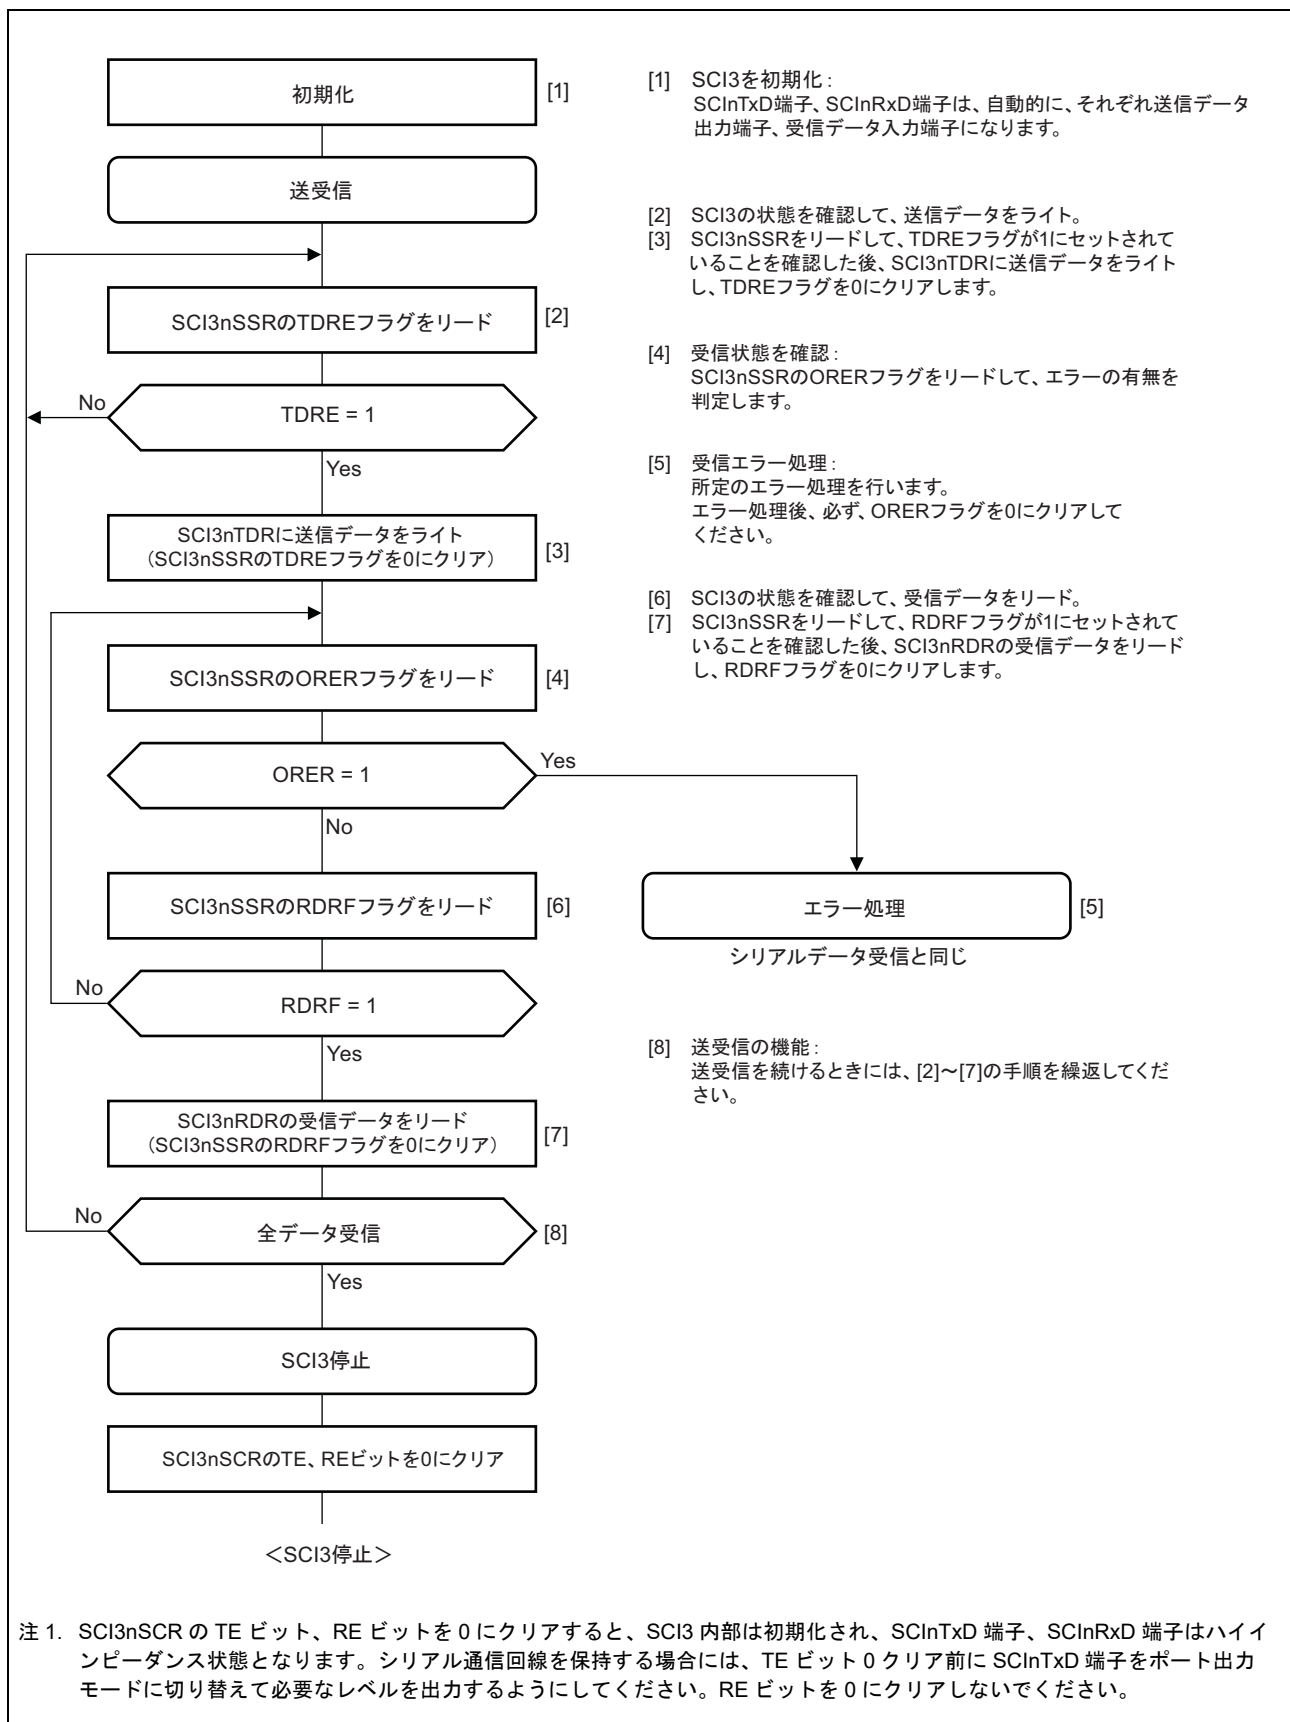 初期化
[1]
送受信
SCI3nSSRのTDREフラグをリード
[2]
No
TDRE = 1
Yes
SCI3nTDRに送信データをライト
（SCI3nSSRのTDREフラグを0にクリア）
[3]
SCI3nSSRのORERフラグをリード
[4]
ORER = 1
Yes
No
SCI3nSSRのRDRFフラグをリード
[6]
エラー処理
[5]
シリアルデータ受信と同じ
No
RDRF = 1
Yes
SCI3nRDRの受信データをリード
（SCI3nSSRのRDRFフラグを0にクリア）
[7]
No
全データ受信
[8]
Yes
SCI3停止
SCI3nSCRのTE、REビットを0にクリア
＜SCI3停止＞
[1] SCI3を初期化：
SCInTxD端子、SCInRxD端子は、自動的に、それぞれ送信データ
出力端子、受信データ入力端子になります。
[2] SCI3の状態を確認して、送信データをライト。
[3] SCI3nSSRをリードして、TDREフラグが1にセットされて
いることを確認した後、SCI3nTDRに送信データをライト
し、TDREフラグを0にクリアします。
[4] 受信状態を確認：
SCI3nSSRのORERフラグをリードして、エラーの有無を
判定します。
[5] 受信エラー処理：
所定のエラー処理を行います。
エラー処理後、必ず、ORERフラグを0にクリアして
ください。
[6] SCI3の状態を確認して、受信データをリード。
[7] SCI3nSSRをリードして、RDRFフラグが1にセットされて
いることを確認した後、SCI3nRDRの受信データをリード
し、RDRFフラグを0にクリアします。
[8] 送受信の機能：
送受信を続けるときには、[2]～[7]の手順を繰返してくだ
さい。
注 1. SCI3nSCR の TE ビット、RE ビットを 0 にクリアすると、SCI3 内部は初期化され、SCInTxD 端子、SCInRxD 端子はハイイ
ンピーダンス状態となります。シリアル通信回線を保持する場合には、TE ビット 0 クリア前に SCInTxD 端子をポート出力
モードに切り替えて必要なレベルを出力するようにしてください。RE ビットを 0 にクリアしないでください。